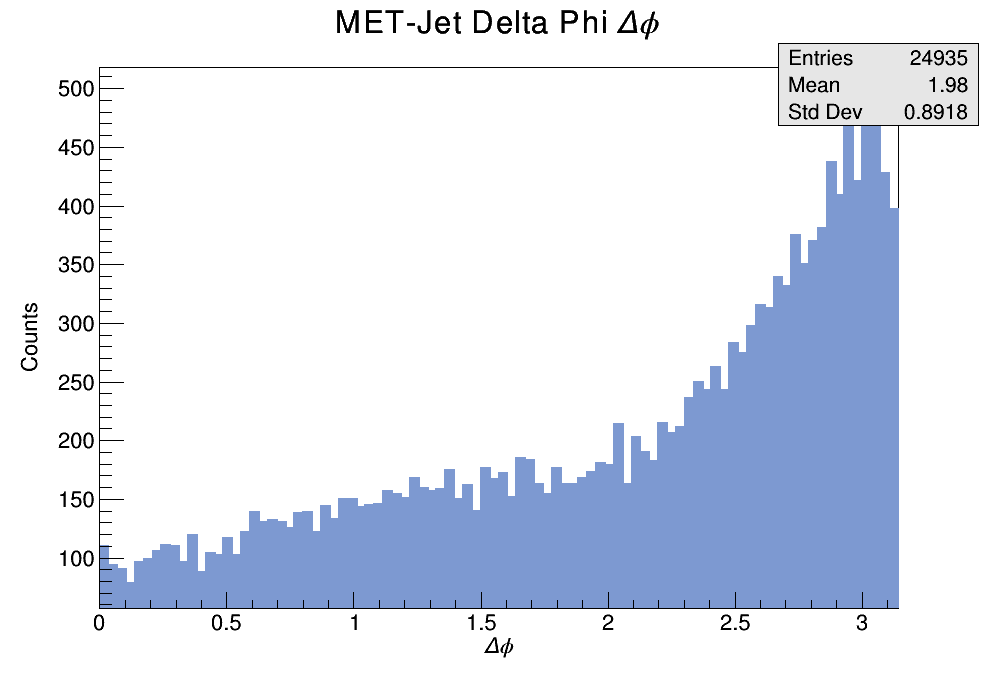 MET-Jet Delta Phi Δϕ
Entries 24935
Mean 1.98
Std Dev 0.8918
500
450
400
350
300
250
200
150
100
Counts
0 0.5 1 1.5 2 2.5 3
Δϕ